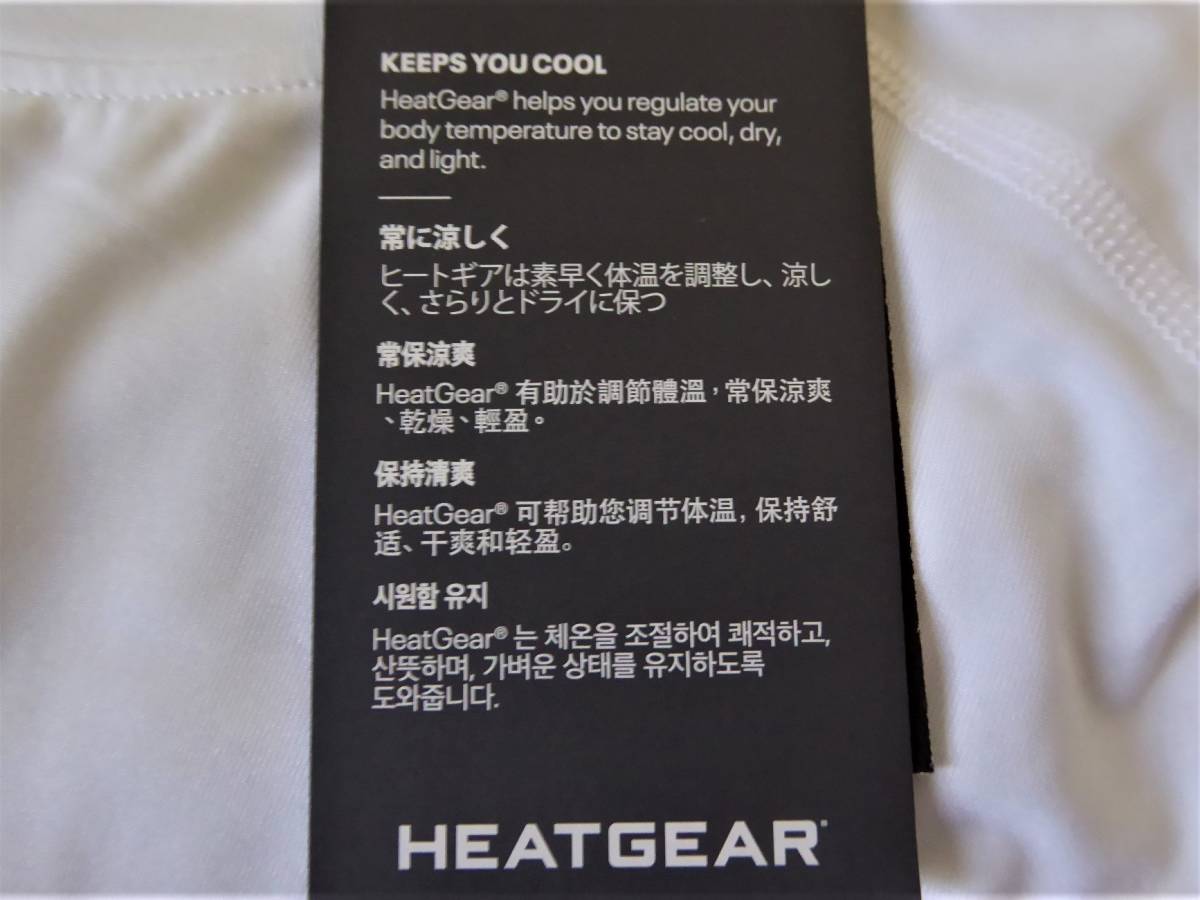 KEEPS YOU COOL
HeatGear® helps you regulate your
body temperature to stay cool, dry,
and light.
常に涼しく
ヒートギアは素早く体温を調整し、涼し
く、さらりとドライに保つ
常保涼爽
HeatGear® 有助於調節體溫，常保涼爽
、乾燥、輕盈。
保持清爽
HeatGear® 可帮助您调节体温，保持舒
适、干爽和轻盈。
시원함 유지
HeatGear® 는 체온을 조절하여 쾌적하고,
산뜻하며, 가벼운 상태를 유지하도록
도와줍니다.
HEATGEAR